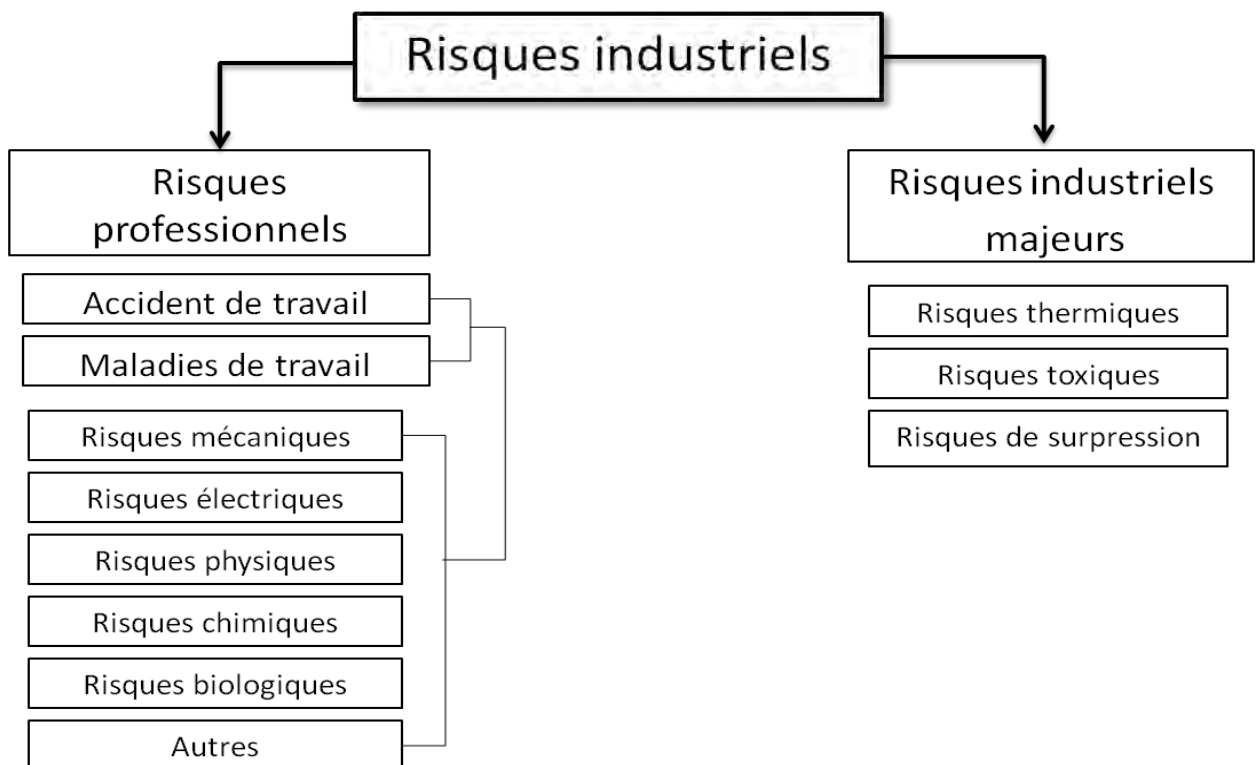 Risques industriels
Risques
professionnels
Accident de travail
Maladies de travail
Risques mécaniques
Risques électriques
Risques physiques
Risques chimiques
Risques biologiques
Autres
Risques industriels
majeurs
Risques thermiques
Risques toxiques
Risques de surpression